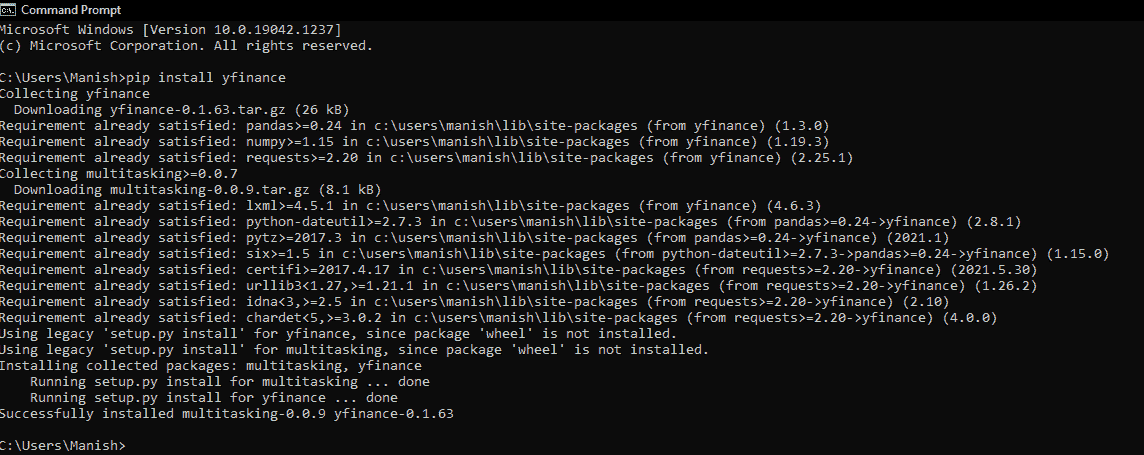 Command Prompt
Microsoft Windows [Version 10.0.19042.1237]
(c) Microsoft Corporation. All rights reserved.
C:\Users\Manish>pip install yfinance
Collecting yfinance
  Downloading yfinance-0.1.63.tar.gz (26 kB)
Requirement already satisfied: pandas>=0.24 in c:\users\manish\lib\site-packages (from yfinance) (1.3.0)
Requirement already satisfied: numpy>=1.15 in c:\users\manish\lib\site-packages (from yfinance) (1.19.3)
Requirement already satisfied: requests>=2.20 in c:\users\manish\lib\site-packages (from yfinance) (2.25.1)
Collecting multitasking>=0.0.7
  Downloading multitasking-0.0.9.tar.gz (8.1 kB)
Requirement already satisfied: lxml>=4.5.1 in c:\users\manish\lib\site-packages (from yfinance) (4.6.3)
Requirement already satisfied: python-dateutil>=2.7.3 in c:\users\manish\lib\site-packages (from pandas>=0.24->yfinance) (2.8.1)
Requirement already satisfied: pytz>=2017.3 in c:\users\manish\lib\site-packages (from pandas>=0.24->yfinance) (2021.1)
Requirement already satisfied: six>=1.5 in c:\users\manish\lib\site-packages (from python-dateutil>=2.7.3->pandas>=0.24->yfinance) (1.15.0)
Requirement already satisfied: certifi>=2017.4.17 in c:\users\manish\lib\site-packages (from requests>=2.20->yfinance) (2021.5.30)
Requirement already satisfied: urllib3<1.27,>=1.21.1 in c:\users\manish\lib\site-packages (from requests>=2.20->yfinance) (1.26.2)
Requirement already satisfied: idna<3,>=2.5 in c:\users\manish\lib\site-packages (from requests>=2.20->yfinance) (2.10)
Requirement already satisfied: chardet<5,>=3.0.2 in c:\users\manish\lib\site-packages (from requests>=2.20->yfinance) (4.0.0)
Using legacy 'setup.py install' for yfinance, since package 'wheel' is not installed.
Using legacy 'setup.py install' for multitasking, since package 'wheel' is not installed.
Installing collected packages: multitasking, yfinance
    Running setup.py install for multitasking ... done
    Running setup.py install for yfinance ... done
Successfully installed multitasking-0.0.9 yfinance-0.1.63
C:\Users\Manish>